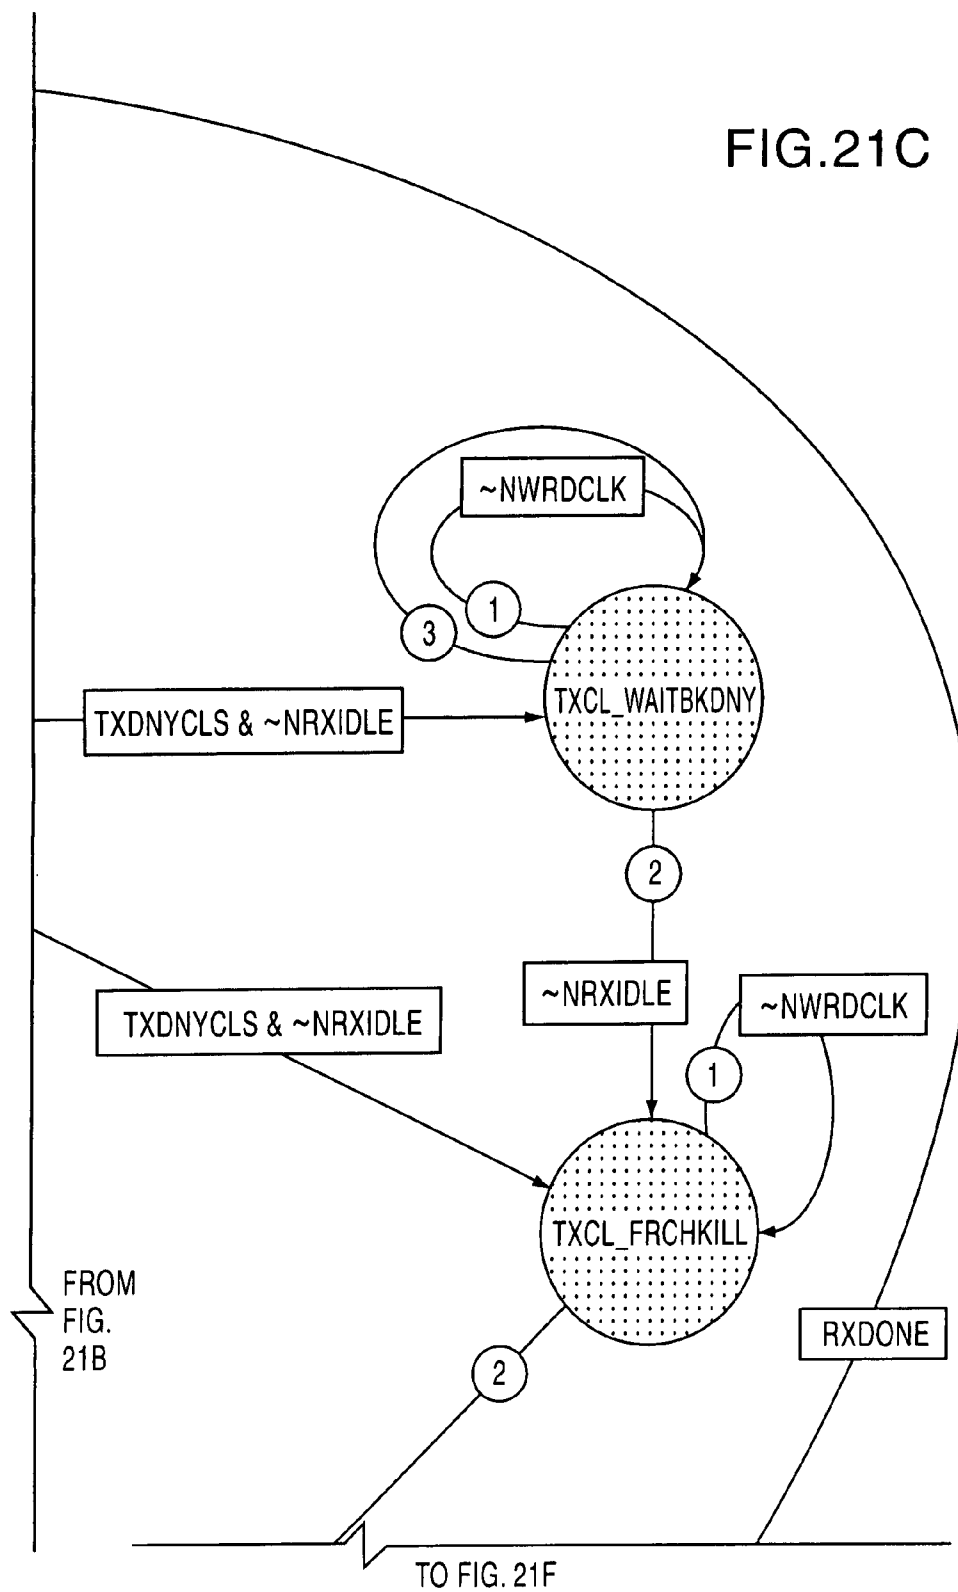 FIG.21C
~NWRDCLK
1
3
TXCL_WAITBKDNY
TXDNYCLS & ~NRXIDLE
2
~NRXIDLE
~NWRDCLK
TXDNYCLS & ~NRXIDLE
1
TXCL_FRCHKILL
FROM
FIG.
21B
RXDONE
2
TO FIG. 21F